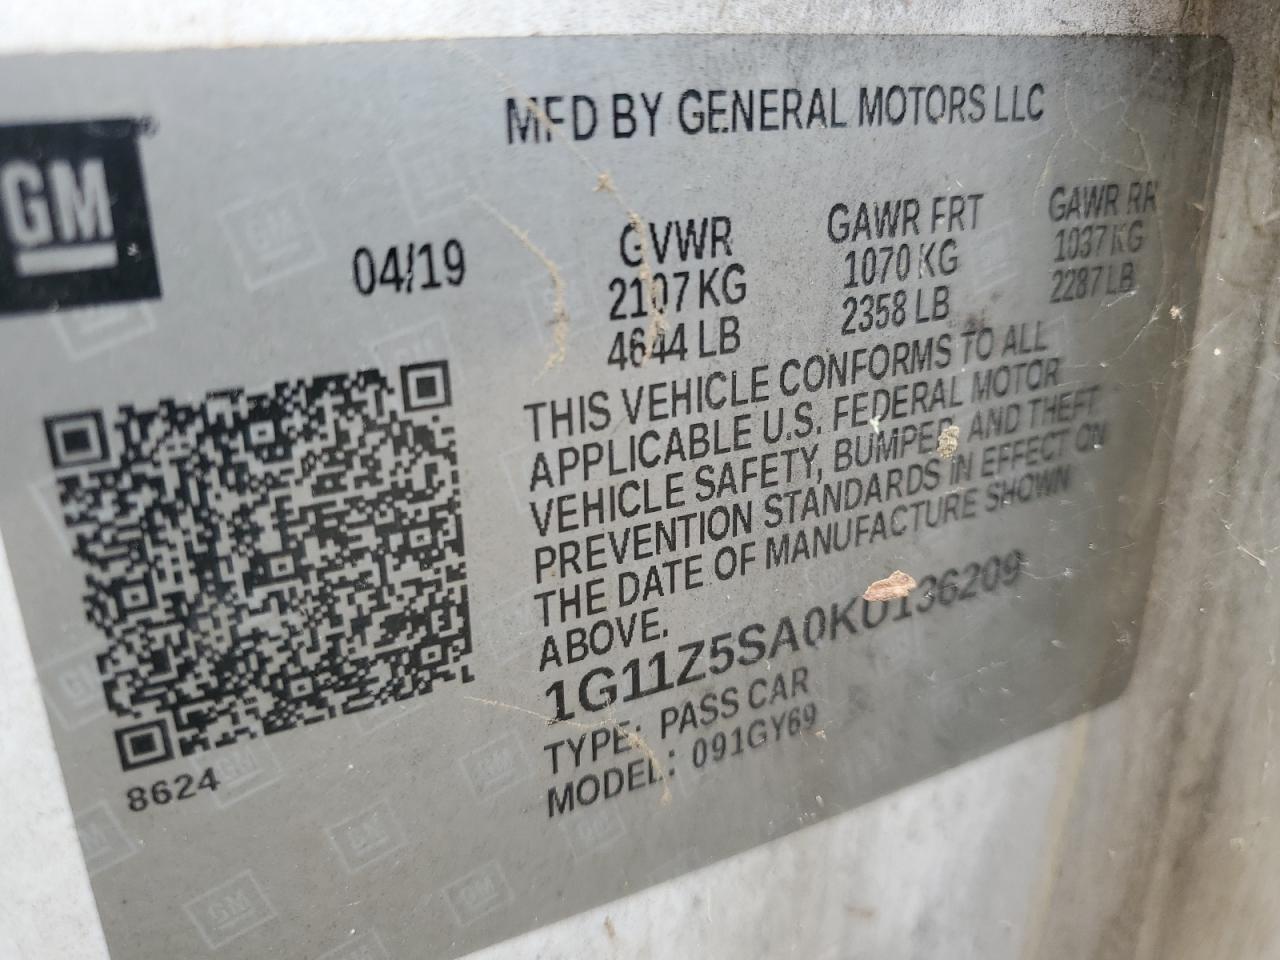 MFD BY GENERAL MOTORS LLC
GM
04/19
GVWR
2107 KG
4644 LB
GAWR FRT
1070 KG
2358 LB
GAWR RR
1037 KG
2287 LB
THIS VEHICLE CONFORMS TO ALL
APPLICABLE U.S. FEDERAL MOTOR
VEHICLE SAFETY, BUMPER, AND THEFT
PREVENTION STANDARDS IN EFFECT ON
THE DATE OF MANUFACTURE SHOWN
ABOVE.
1G11Z5SA0KU136209
TYPE: PASS CAR
MODEL: 091GY69
8624